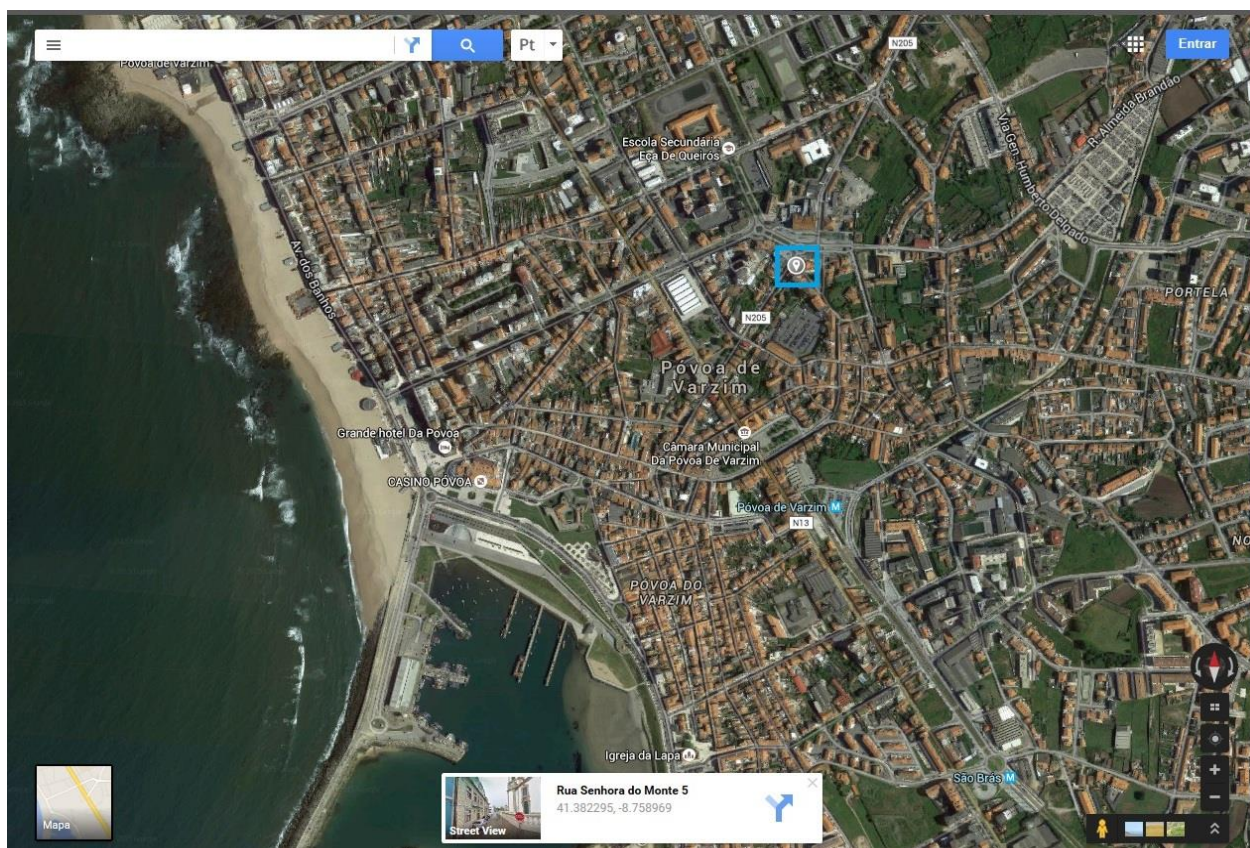 Pt
Entrar
Póvoa de Varzim
N205
R. Almeida Brandão
Via Gen. Humberto Delgado
Escola Secundária
Eça De Queirós
Av. dos Banhos
PORTELA
N205
Póvoa de
Varzim
Grande hotel Da Povoa
Câmara Municipal
Da Póvoa De Varzim
CASINO PÓVOA
Póvoa de Varzim M
N13
NO
PÓVOA DO
VARZIM
Igreja da Lapa
São Brás M
Mapa
Street View
Rua Senhora do Monte 5
41.382295, -8.758969